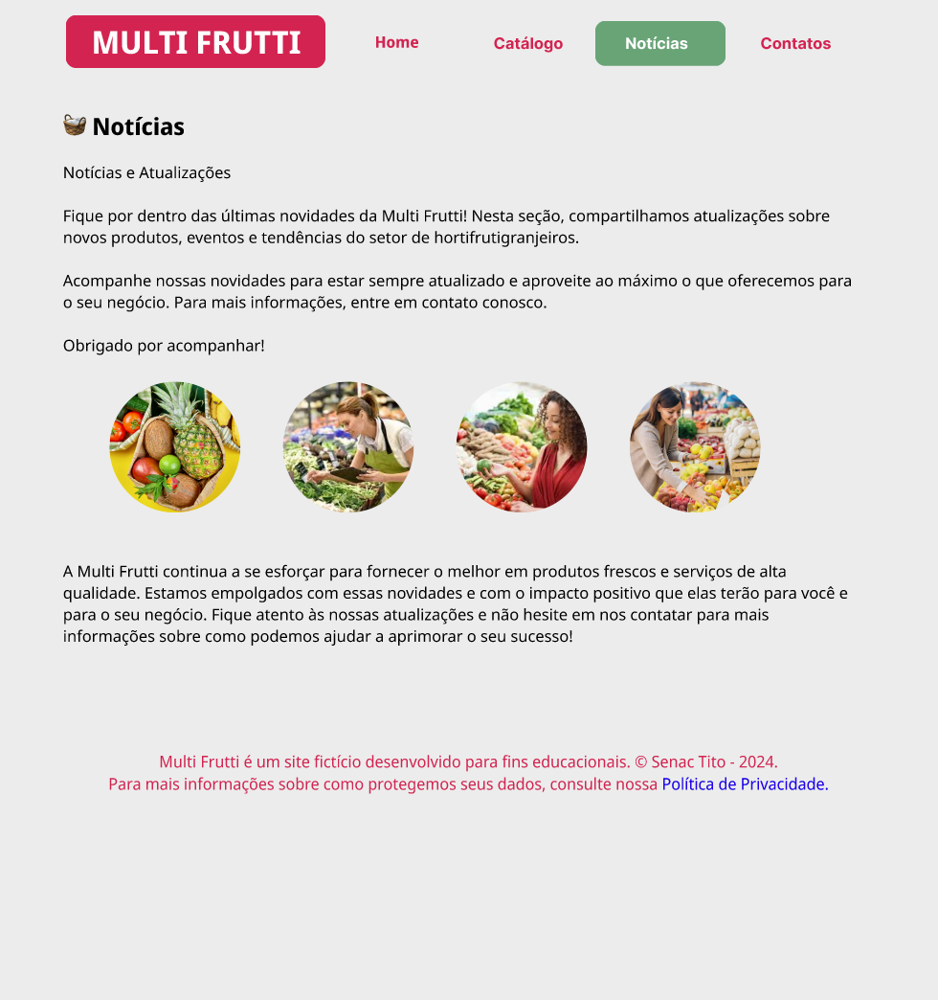 MULTI FRUTTI
Home
Catálogo
Notícias
Contatos
Notícias
Notícias e Atualizações
Fique por dentro das últimas novidades da Multi Frutti! Nesta seção, compartilhamos atualizações sobre
novos produtos, eventos e tendências do setor de hortifrutigranjeiros.
Acompanhe nossas novidades para estar sempre atualizado e aproveite ao máximo o que oferecemos para
o seu negócio. Para mais informações, entre em contato conosco.
Obrigado por acompanhar!
A Multi Frutti continua a se esforçar para fornecer o melhor em produtos frescos e serviços de alta
qualidade. Estamos empolgados com essas novidades e com o impacto positivo que elas terão para você e
para o seu negócio. Fique atento às nossas atualizações e não hesite em nos contatar para mais
informações sobre como podemos ajudar a aprimorar o seu sucesso!
Multi Frutti é um site fictício desenvolvido para fins educacionais. © Senac Tito - 2024.
Para mais informações sobre como protegemos seus dados, consulte nossa Política de Privacidade.